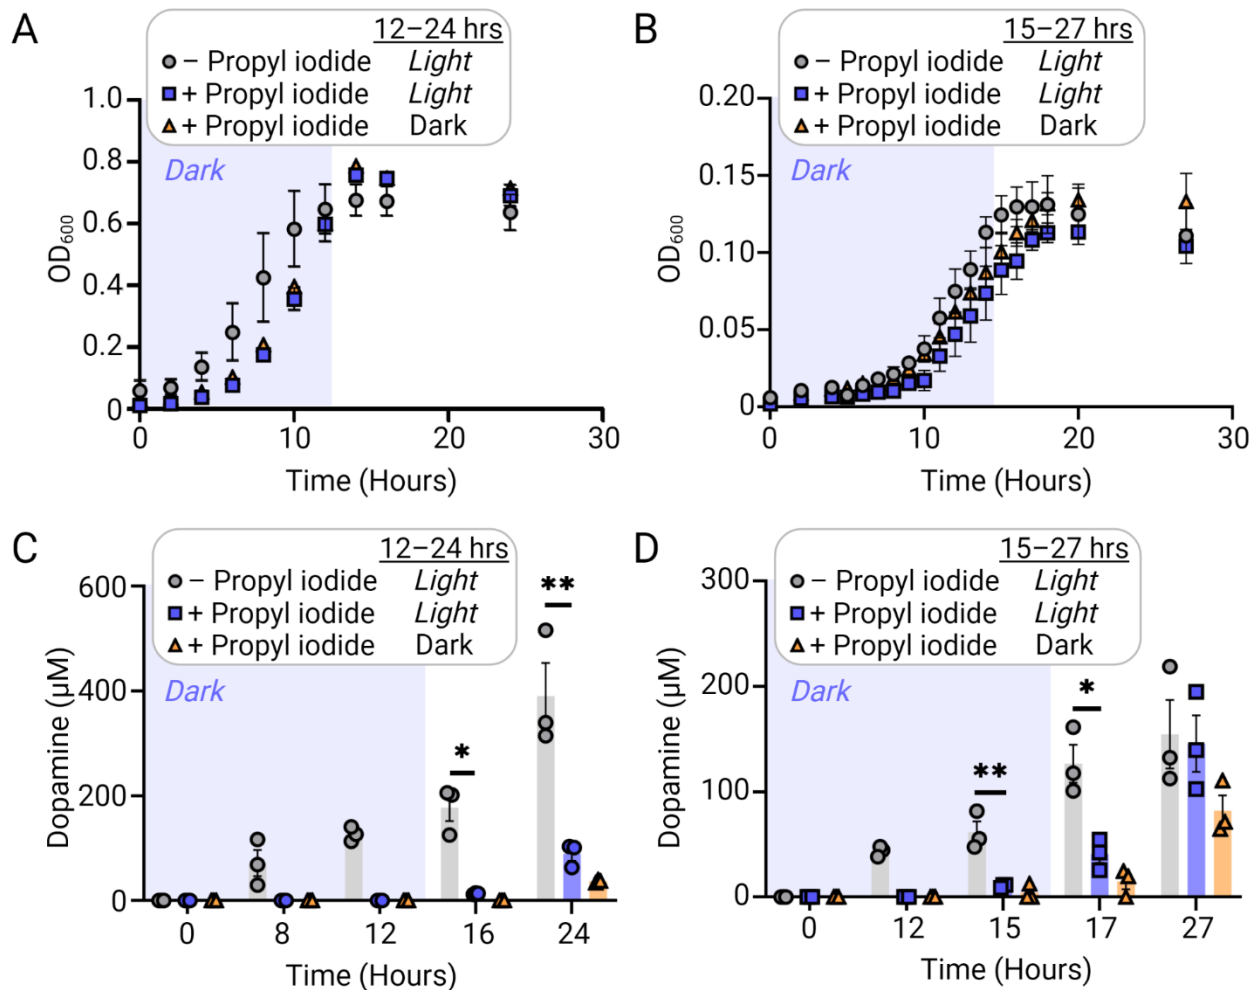 A
12–24 hrs
– Propyl iodide Light
+ Propyl iodide Light
+ Propyl iodide Dark
Dark
OD600
1.0
0.8
0.6
0.4
0.2
0
0 10 20 30
Time (Hours)
B
15–27 hrs
– Propyl iodide Light
+ Propyl iodide Light
+ Propyl iodide Dark
Dark
OD600
0.20
0.15
0.10
0.05
0
0 10 20 30
Time (Hours)
C
12–24 hrs
– Propyl iodide Light
+ Propyl iodide Light
+ Propyl iodide Dark
Dark
Dopamine (µM)
600
400
200
0
* **
0 8 12 16 24
Time (Hours)
D
15–27 hrs
– Propyl iodide Light
+ Propyl iodide Light
+ Propyl iodide Dark
Dark
Dopamine (µM)
300
200
100
0
** *
0 12 15 17 27
Time (Hours)